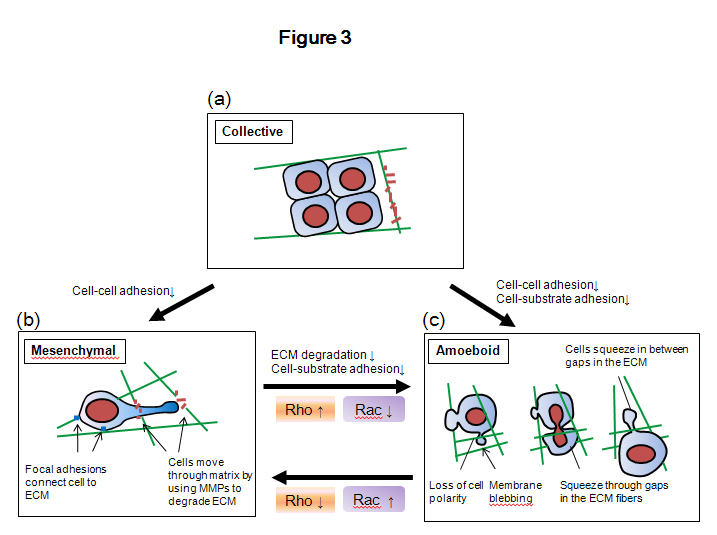 Figure 3
(a)
Collective
Cell-cell adhesion↓
Cell-cell adhesion↓
Cell-substrate adhesion↓
(b)
Mesenchymal
Focal adhesions
connect cell to
ECM
Cells move
through matrix by
using MMPs to
degrade ECM
ECM degradation ↓
Cell-substrate adhesion↓
Rho ↑
Rac ↓
Rho ↓
Rac ↑
(c)
Amoeboid
Cells squeeze in between
gaps in the ECM
Loss of cell
polarity
Membrane
blebbing
Squeeze through gaps
in the ECM fibers